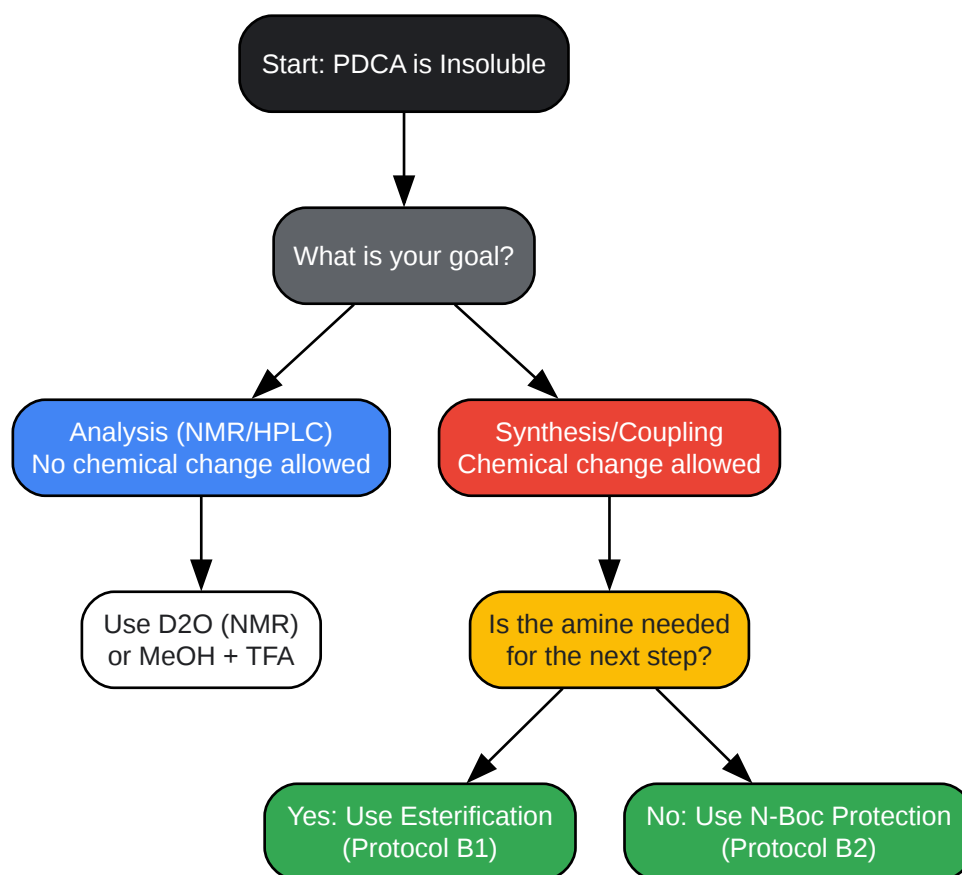 Start: PDCA is Insoluble
What is your goal?
Analysis (NMR/HPLC)
No chemical change allowed
Synthesis/Coupling
Chemical change allowed
Use D2O (NMR)
or MeOH + TFA
Is the amine needed
for the next step?
Yes: Use Esterification
(Protocol B1)
No: Use N-Boc Protection
(Protocol B2)